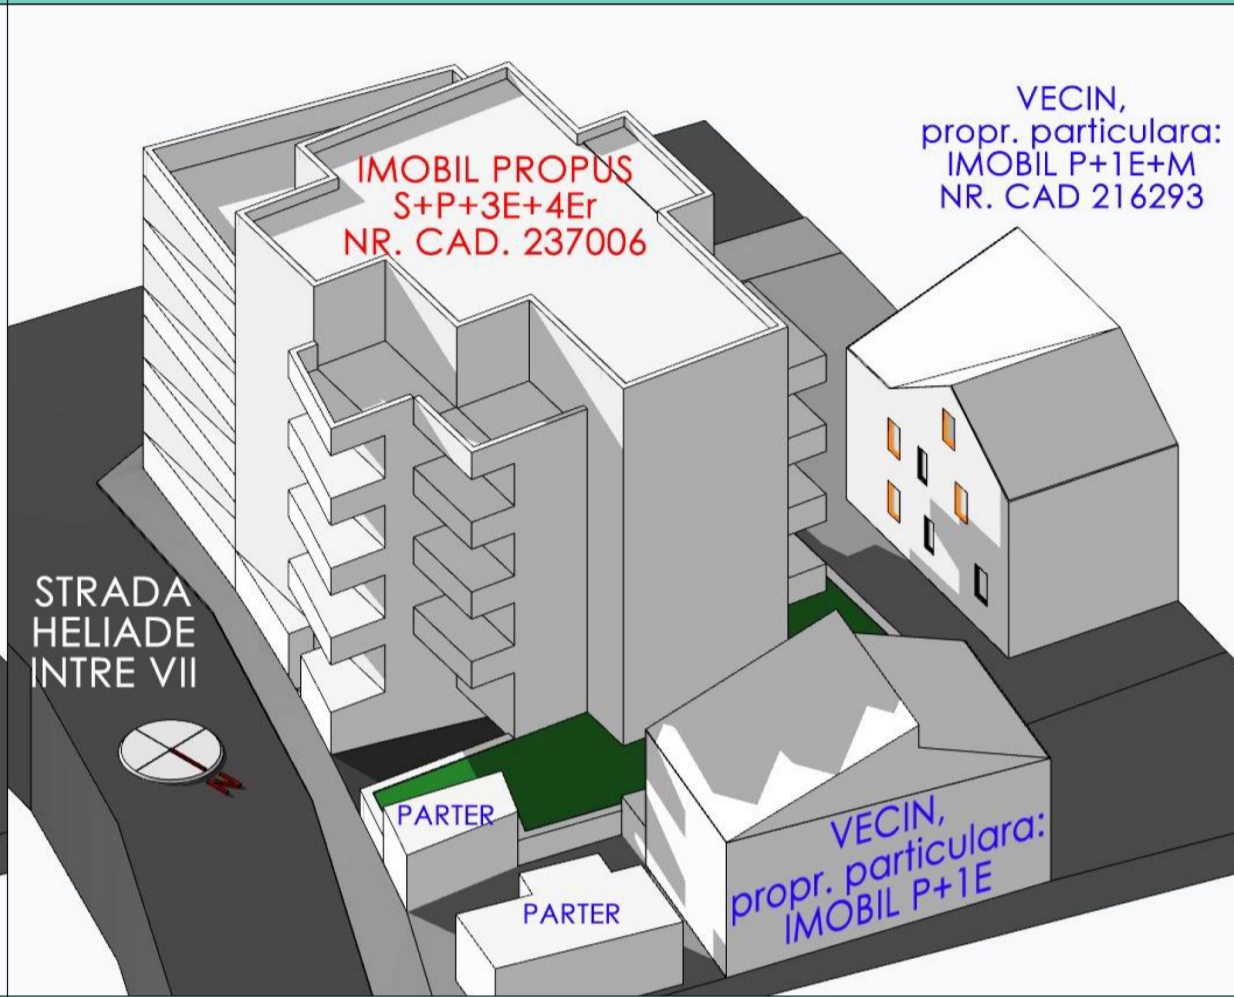 VECIN,
propr. particulara:
IMOBIL P+1E+M
NR. CAD 216293
IMOBIL PROPUS
S+P+3E+4Er
NR. CAD. 237006
STRADA
HELIADE
INTRE VII
N
PARTER
PARTER
VECIN,
propr. particulara:
IMOBIL P+1E